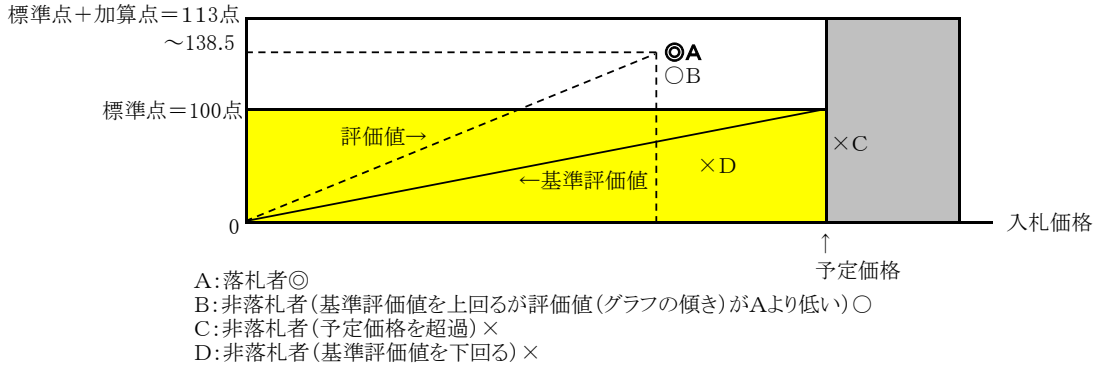 標準点＋加算点＝113点
～138.5
◎A
○B
標準点＝100点
評価値→
×C
×D
←基準評価値
0
入札価格
↑
予定価格
A：落札者◎
B：非落札者（基準評価値を上回るが評価値（グラフの傾き）がAより低い）○
C：非落札者（予定価格を超過）×
D：非落札者（基準評価値を下回る）×